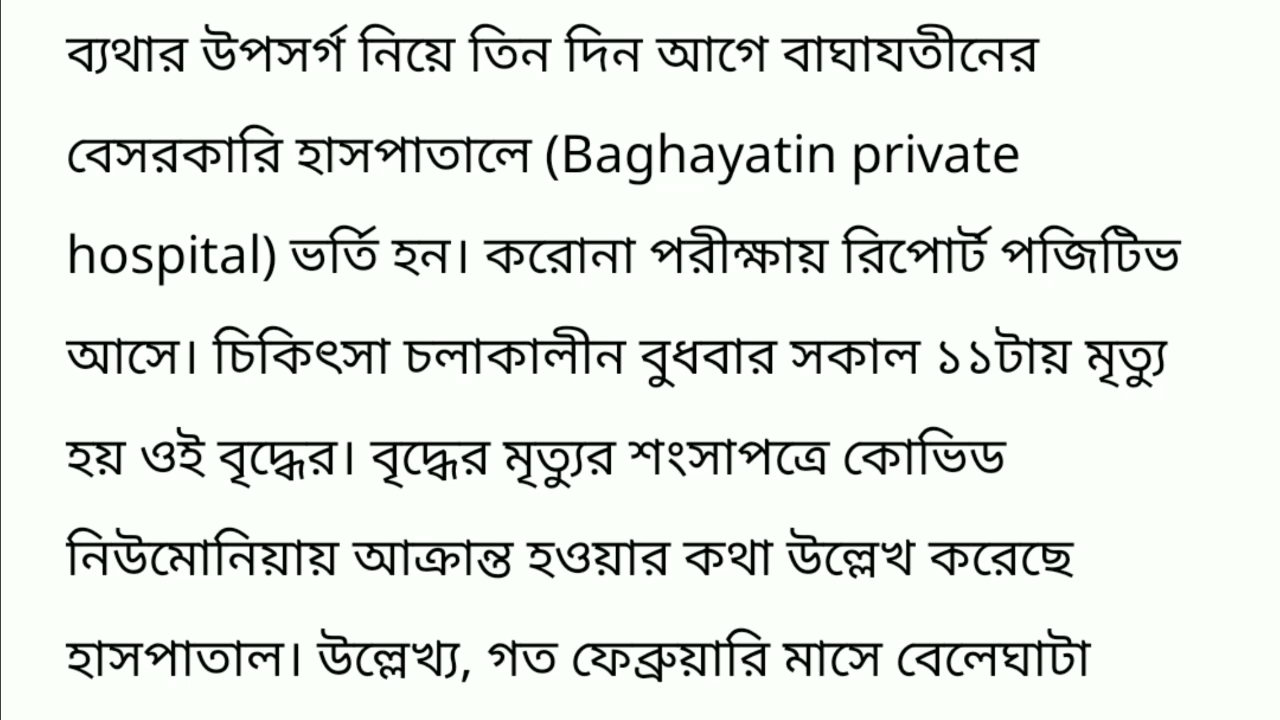 ব্যথার উপসর্গ নিয়ে তিন দিন আগে বাঘাযতীনের
বেসরকারি হাসপাতালে (Baghayatin private
hospital) ভর্তি হন। করোনা পরীক্ষায় রিপোর্ট পজিটিভ
আসে। চিকিৎসা চলাকালীন বুধবার সকাল ১১টায় মৃত্যু
হয় ওই বৃদ্ধের। বৃদ্ধের মৃত্যুর শংসাপত্রে কোভিড
নিউমোনিয়ায় আক্রান্ত হওয়ার কথা উল্লেখ করেছে
হাসপাতাল। উল্লেখ্য, গত ফেব্রুয়ারি মাসে বেলেঘাটা